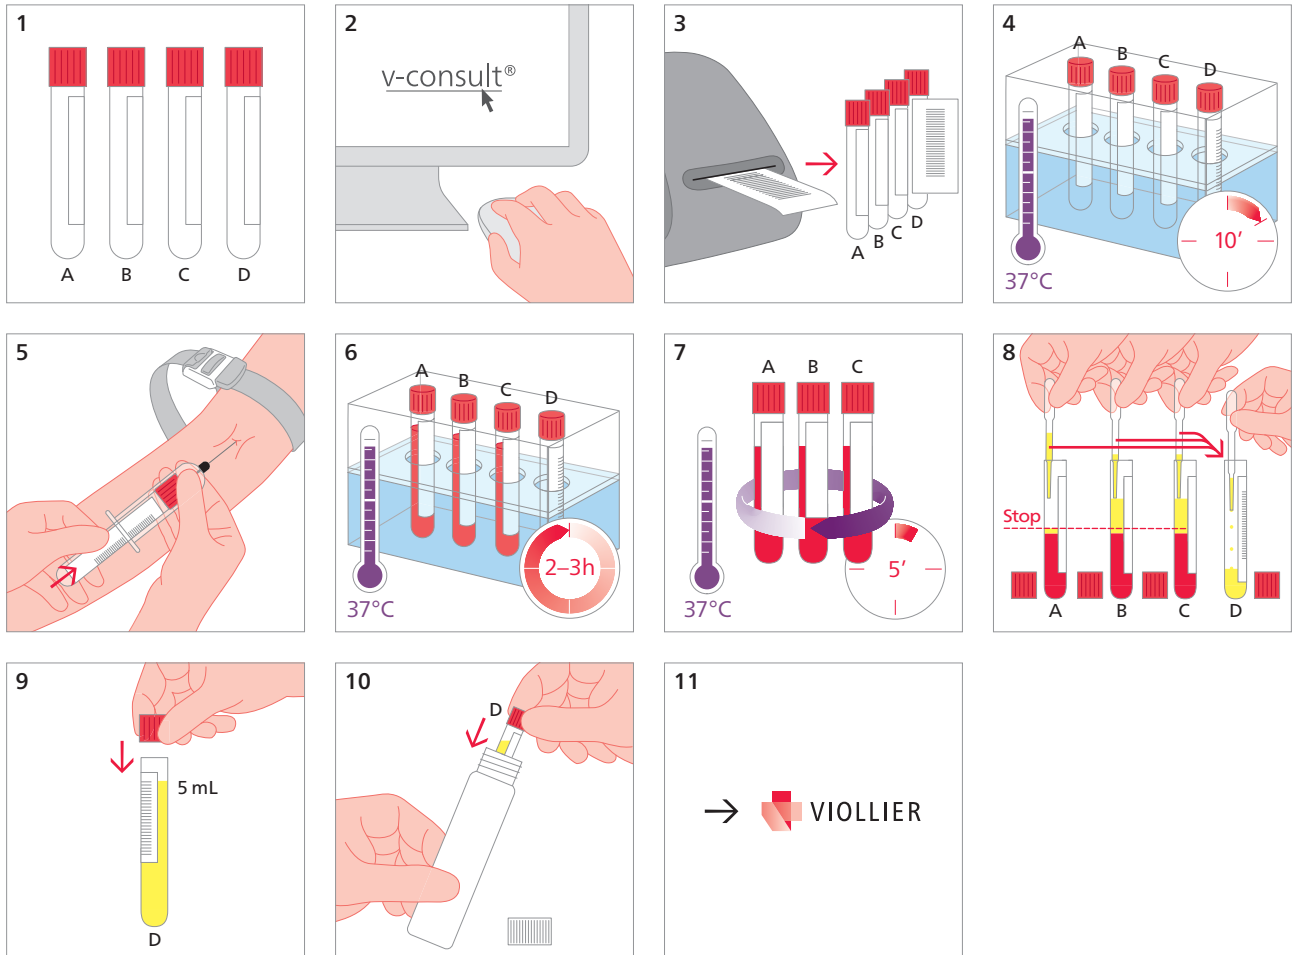 1
A B C D
2
v-consult®
3
A B C D
4
A B C D
10’
37°C
5
6
A B C D
2–3h
37°C
7
A B C
5’
37°C
8
Stop
A B C D
9
5 mL
D
10
D
11
VIOLLIER